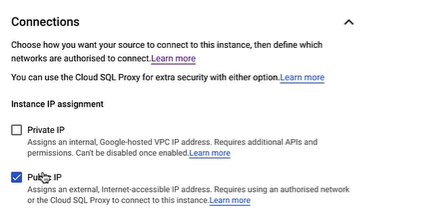 Connections
Choose how you want your source to connect to this instance, then define which
networks are authorised to connect.Learn more
You can use the Cloud SQL Proxy for extra security with either option.Learn more
Instance IP assignment
Private IP
Assigns an internal, Google-hosted VPC IP address. Requires additional APIs and
permissions. Can't be disabled once enabled.Learn more
Public IP
Assigns an external, Internet-accessible IP address. Requires using an authorised network
or the Cloud SQL Proxy to connect to this instance.Learn more